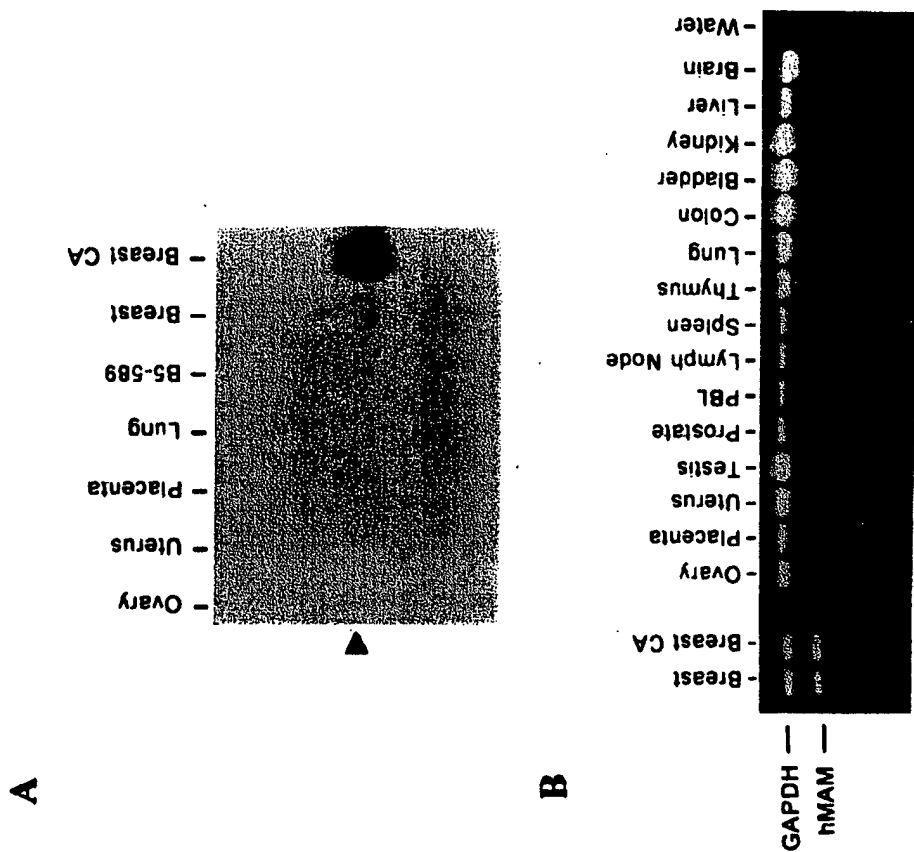 A
Ovary
Uterus
Placenta
Lung
B5-589
Breast
Breast CA
B
Breast
Breast CA
Ovary
Placenta
Uterus
Testis
Prostate
PBL
Lymph Node
Spleen
Thymus
Lung
Colon
Bladder
Kidney
Liver
Brain
Water
GAPDH
hMAM